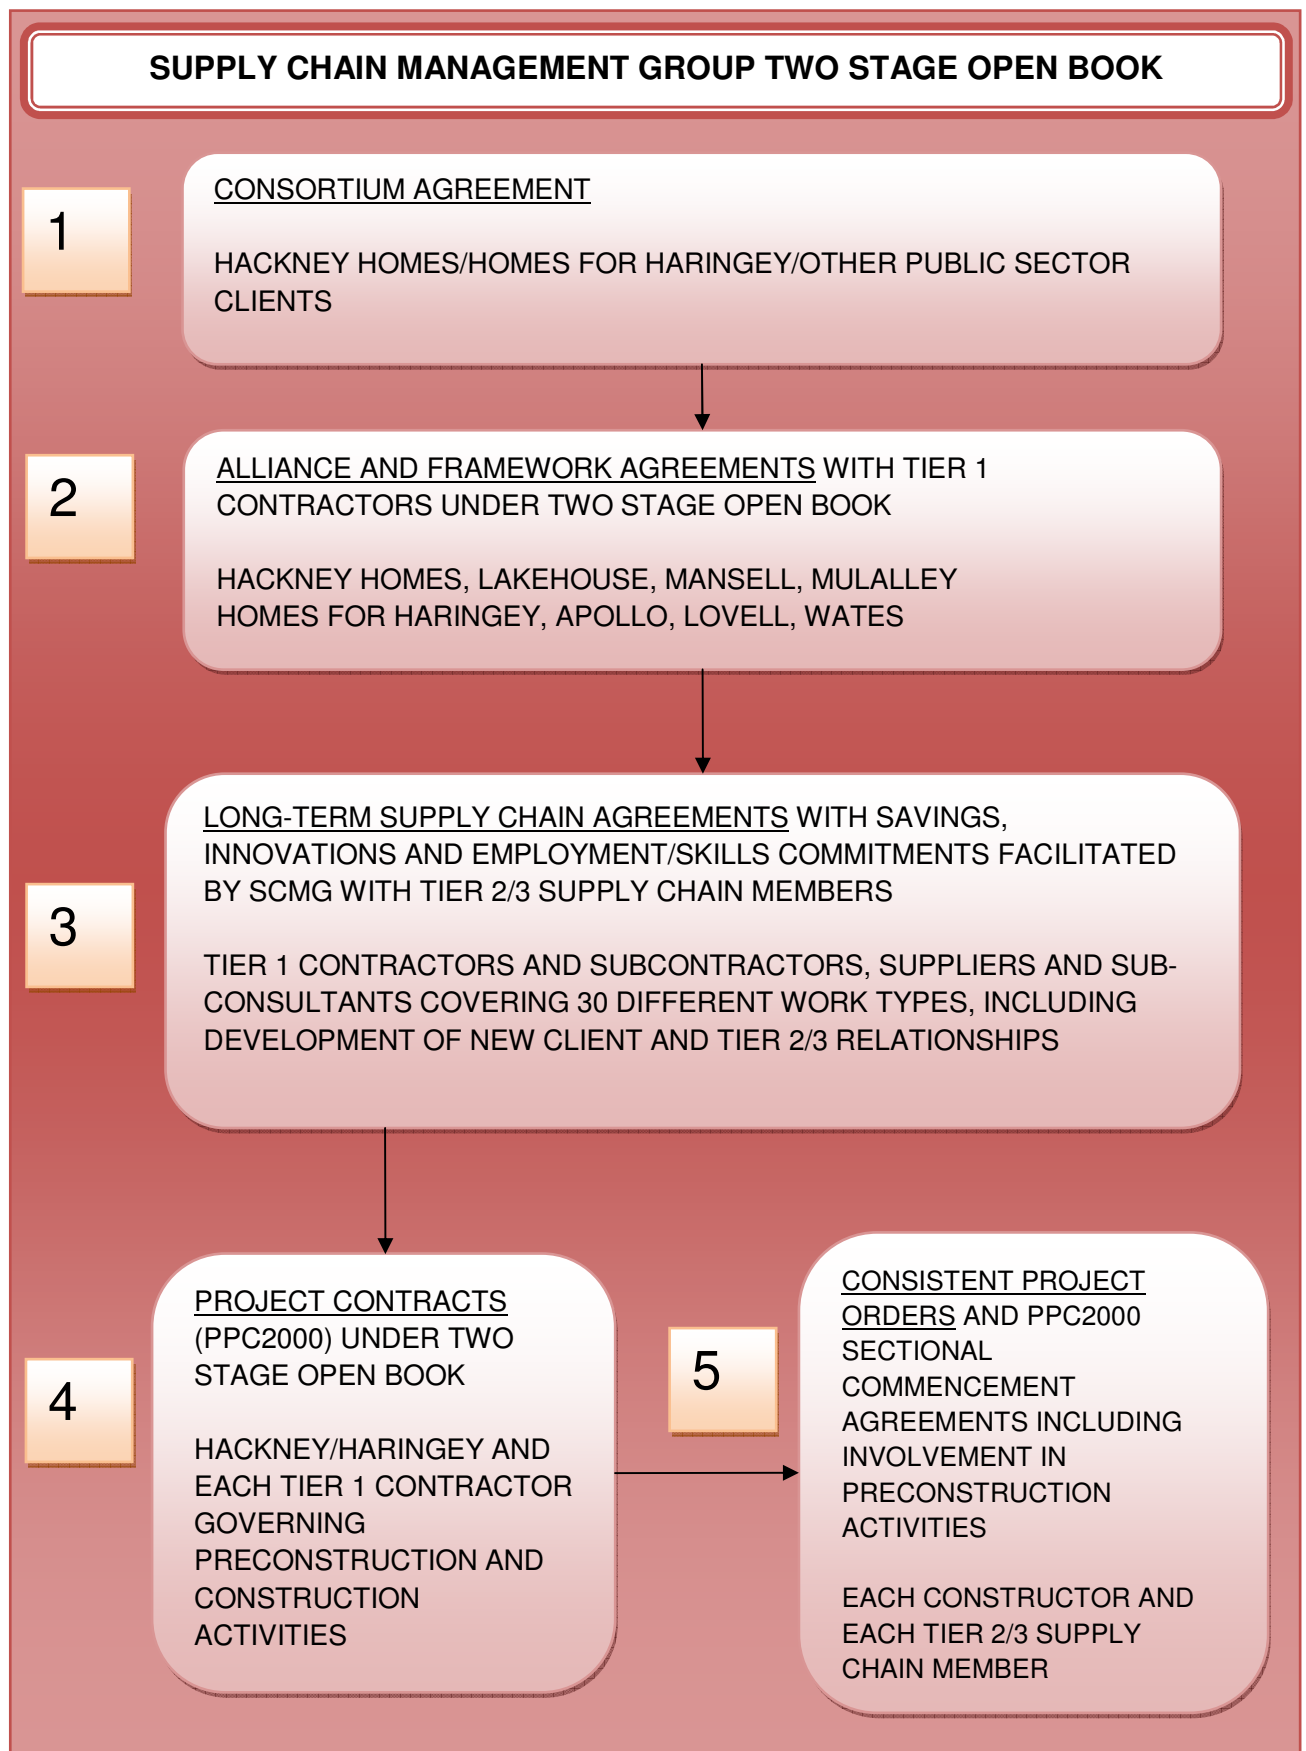 SUPPLY CHAIN MANAGEMENT GROUP TWO STAGE OPEN BOOK
1
CONSORTIUM AGREEMENT
HACKNEY HOMES/HOMES FOR HARINGEY/OTHER PUBLIC SECTOR
CLIENTS
2
ALLIANCE AND FRAMEWORK AGREEMENTS WITH TIER 1
CONTRACTORS UNDER TWO STAGE OPEN BOOK
HACKNEY HOMES, LAKEHOUSE, MANSELL, MULALLEY
HOMES FOR HARINGEY, APOLLO, LOVELL, WATES
3
LONG-TERM SUPPLY CHAIN AGREEMENTS WITH SAVINGS,
INNOVATIONS AND EMPLOYMENT/SKILLS COMMITMENTS FACILITATED
BY SCMG WITH TIER 2/3 SUPPLY CHAIN MEMBERS
TIER 1 CONTRACTORS AND SUBCONTRACTORS, SUPPLIERS AND SUB-
CONSULTANTS COVERING 30 DIFFERENT WORK TYPES, INCLUDING
DEVELOPMENT OF NEW CLIENT AND TIER 2/3 RELATIONSHIPS
4
PROJECT CONTRACTS
(PPC2000) UNDER TWO
STAGE OPEN BOOK
HACKNEY/HARINGEY AND
EACH TIER 1 CONTRACTOR
GOVERNING
PRECONSTRUCTION AND
CONSTRUCTION
ACTIVITIES
5
CONSISTENT PROJECT
ORDERS AND PPC2000
SECTIONAL
COMMENCEMENT
AGREEMENTS INCLUDING
INVOLVEMENT IN
PRECONSTRUCTION
ACTIVITIES
EACH CONSTRUCTOR AND
EACH TIER 2/3 SUPPLY
CHAIN MEMBER